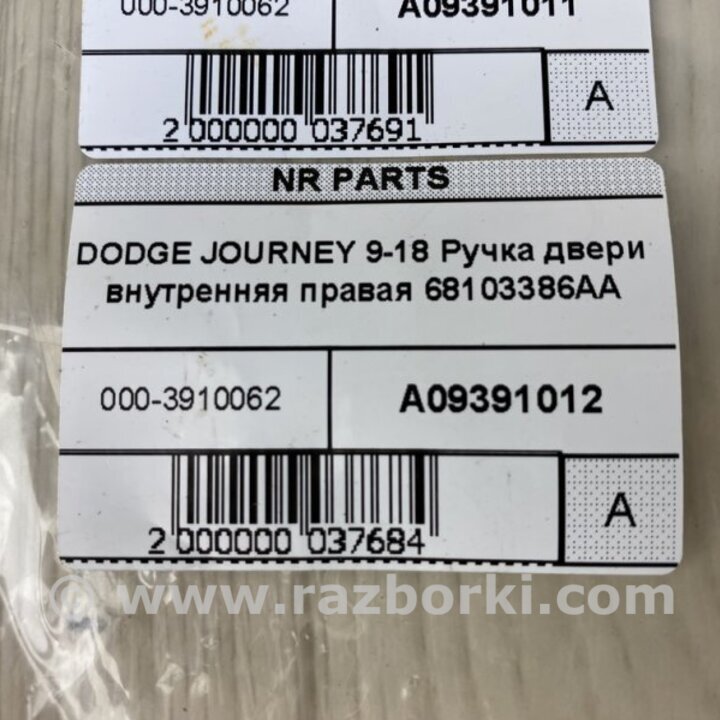 000-3910062 A09391011
A
2 000000 037691
NR PARTS
DODGE JOURNEY 9-18 Ручка двери
внутренняя правая 68103386AA
000-3910062 A09391012
A
2 000000 037684
© www.razborki.com